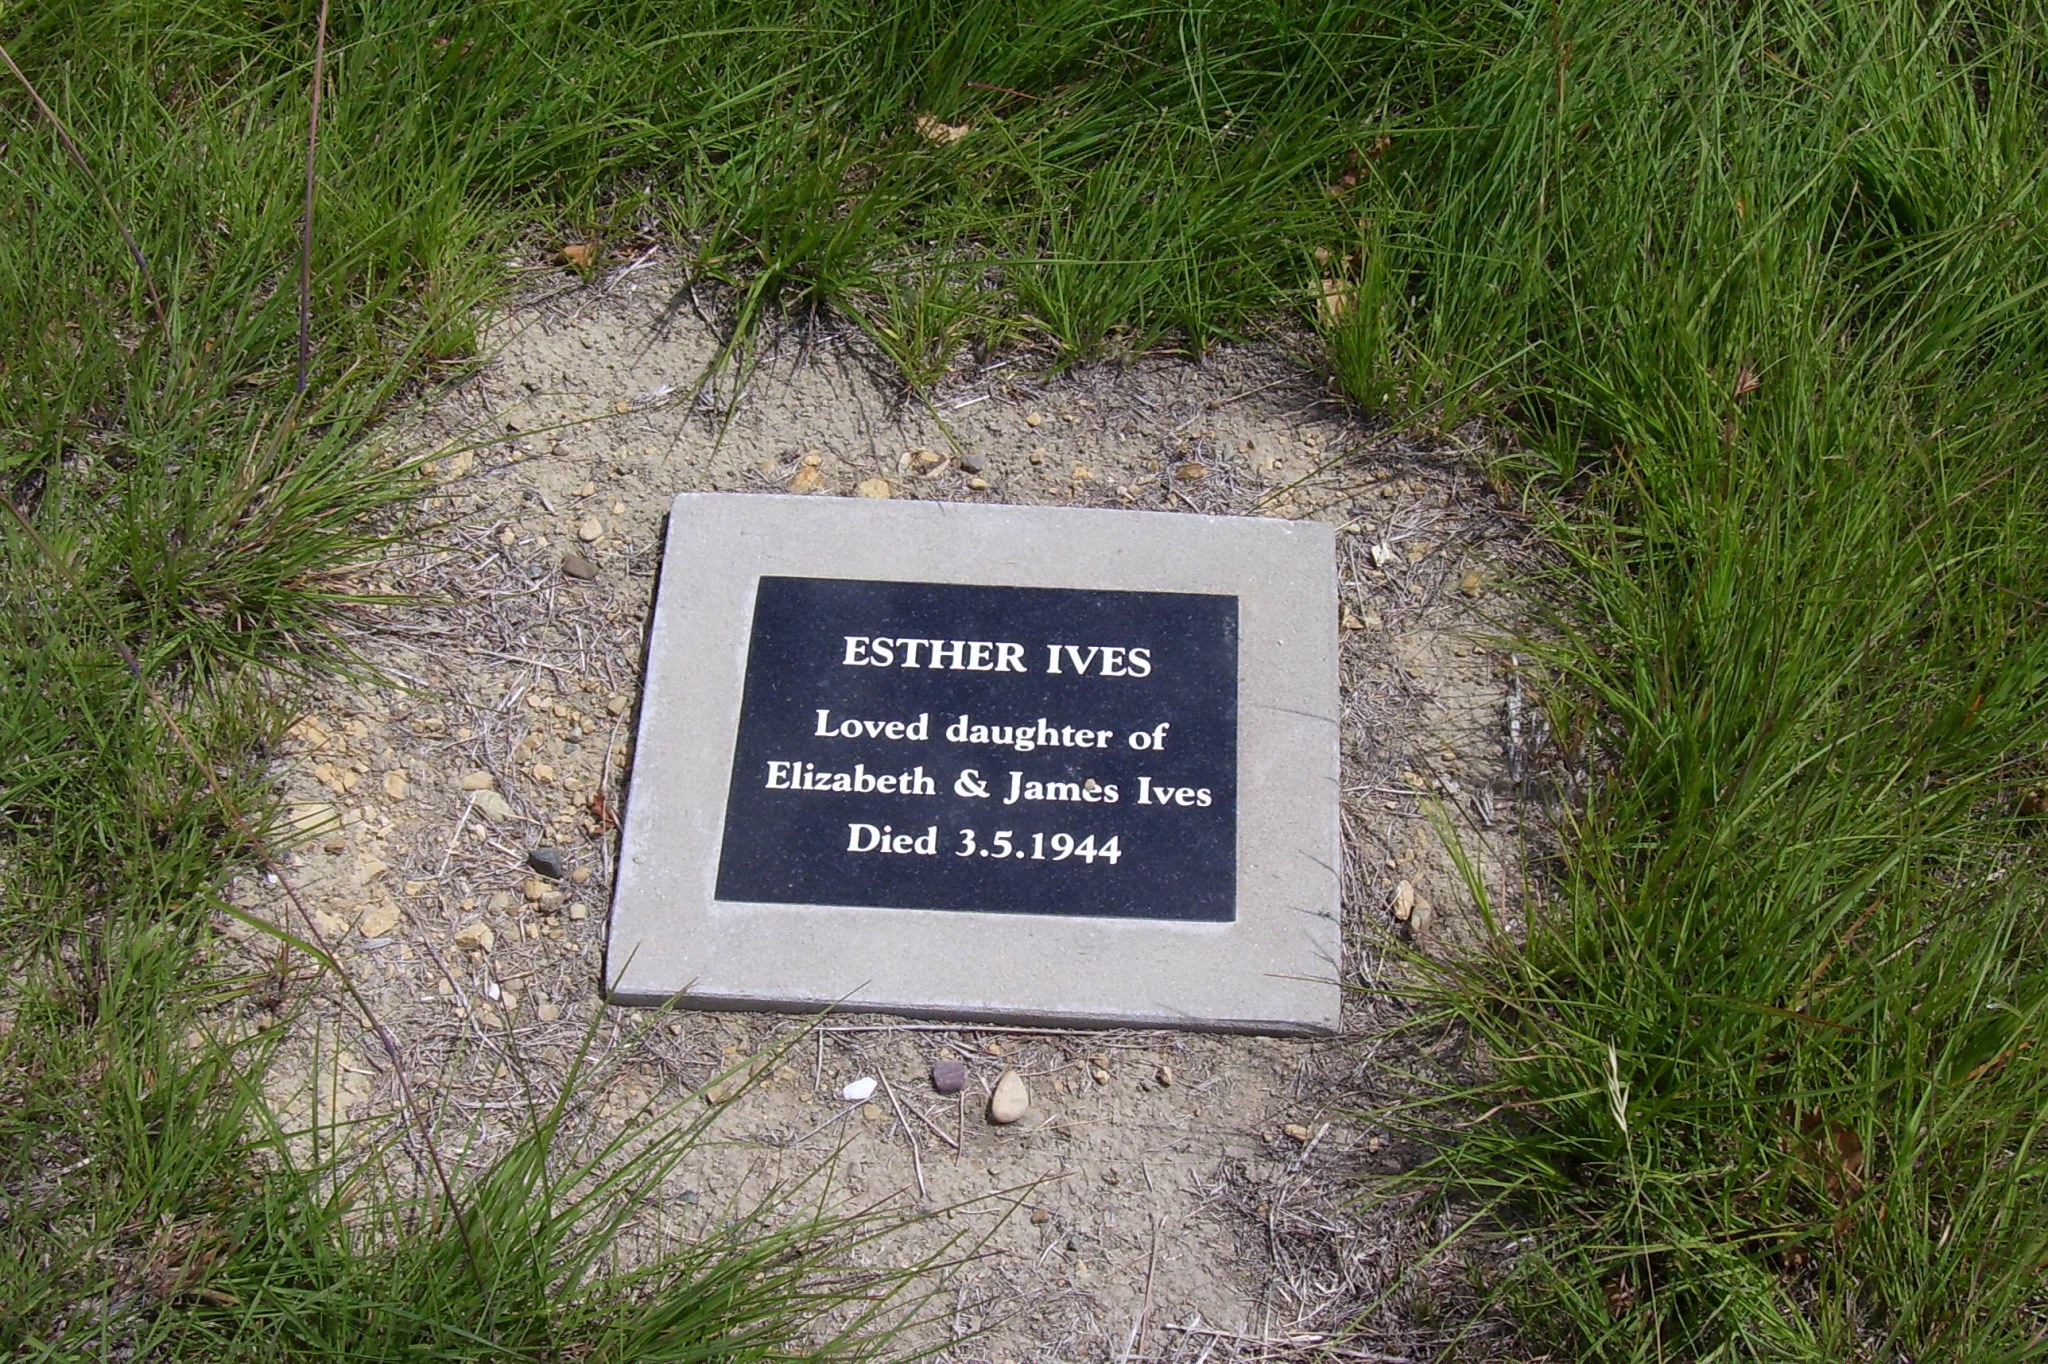 ESTHER IVES
Loved daughter of
Elizabeth & James Ives
Died 3.5.1944